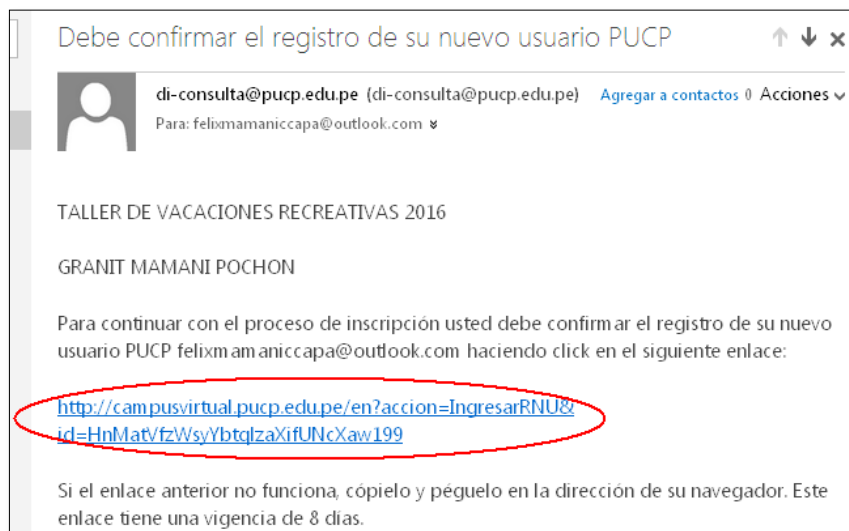 Debe confirmar el registro de su nuevo usuario PUCP
di-consulta@pucp.edu.pe (di-consulta@pucp.edu.pe) Agregar a contactos 0 Acciones
Para: felixmamaniccapa@outlook.com
TALLER DE VACACIONES RECREATIVAS 2016
GRANIT MAMANI POCHON
Para continuar con el proceso de inscripción usted debe confirmar el registro de su nuevo
usuario PUCP felixmamaniccapa@outlook.com haciendo click en el siguiente enlace:
http://campusvirtual.pucp.edu.pe/en?accion=IngresarRNU&
id=HnMatVfzWsyYbtqIzaXifUNcXaw199
Si el enlace anterior no funciona, cópielo y péguelo en la dirección de su navegador. Este
enlace tiene una vigencia de 8 días.